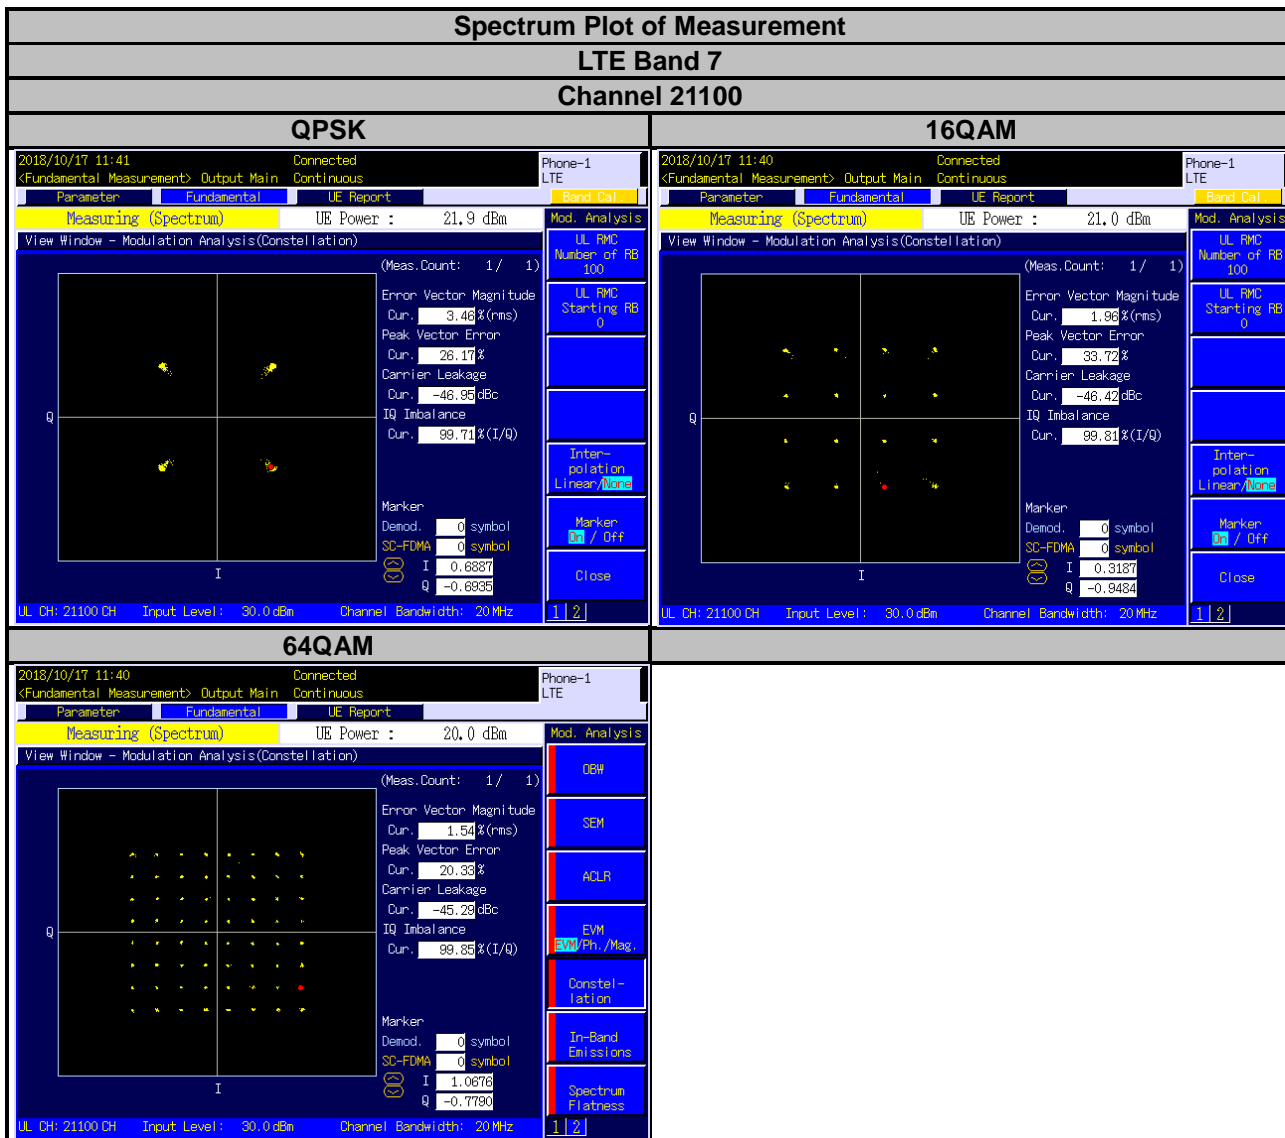 Spectrum Plot of Measurement
LTE Band 7
Channel 21100
QPSK
2018/10/17 11:41 Connected
<Fundamental Measurement> Output Main Continuous
Phone-1
LTE
Parameter Fundamental UE Report Band Cal.
Measuring (Spectrum) UE Power : 21.9 dBm Mod. Analysis
View Window - Modulation Analysis(Constellation)
(Meas.Count: 1/ 1)
Error Vector Magnitude
Cur. 3.46 %(rms)
Peak Vector Error
Cur. 26.17 %
Carrier Leakage
Cur. -46.95 dBc
IQ Imbalance
Cur. 99.71 %(I/Q)
Q
I
Marker
Demod. 0 symbol
SC-FDMA 0 symbol
I 0.6887
Q -0.6935
UL RMC
Number of RB
100
UL RMC
Starting RB
0
Inter-
polation
Linear/None
Marker
On / Off
Close
UL CH: 21100 CH Input Level: 30.0 dBm Channel Bandwidth: 20 MHz 1 2
16QAM
2018/10/17 11:40 Connected
<Fundamental Measurement> Output Main Continuous
Phone-1
LTE
Parameter Fundamental UE Report Band Cal.
Measuring (Spectrum) UE Power : 21.0 dBm Mod. Analysis
View Window - Modulation Analysis(Constellation)
(Meas.Count: 1/ 1)
Error Vector Magnitude
Cur. 1.96 %(rms)
Peak Vector Error
Cur. 33.72 %
Carrier Leakage
Cur. -46.42 dBc
IQ Imbalance
Cur. 99.81 %(I/Q)
Q
I
Marker
Demod. 0 symbol
SC-FDMA 0 symbol
I 0.3187
Q -0.9484
UL RMC
Number of RB
100
UL RMC
Starting RB
0
Inter-
polation
Linear/None
Marker
On / Off
Close
UL CH: 21100 CH Input Level: 30.0 dBm Channel Bandwidth: 20 MHz 1 2
64QAM
2018/10/17 11:40 Connected
<Fundamental Measurement> Output Main Continuous
Phone-1
LTE
Parameter Fundamental UE Report
Measuring (Spectrum) UE Power : 20.0 dBm Mod. Analysis
View Window - Modulation Analysis(Constellation)
(Meas.Count: 1/ 1)
Error Vector Magnitude
Cur. 1.54 %(rms)
Peak Vector Error
Cur. 20.33 %
Carrier Leakage
Cur. -45.29 dBc
IQ Imbalance
Cur. 99.85 %(I/Q)
Q
I
Marker
Demod. 0 symbol
SC-FDMA 0 symbol
I 1.0676
Q -0.7790
OBW
SEM
ACLR
EVM
EVM/Ph./Mag.
Constel-
lation
In-Band
Emissions
Spectrum
Flatness
UL CH: 21100 CH Input Level: 30.0 dBm Channel Bandwidth: 20 MHz 1 2